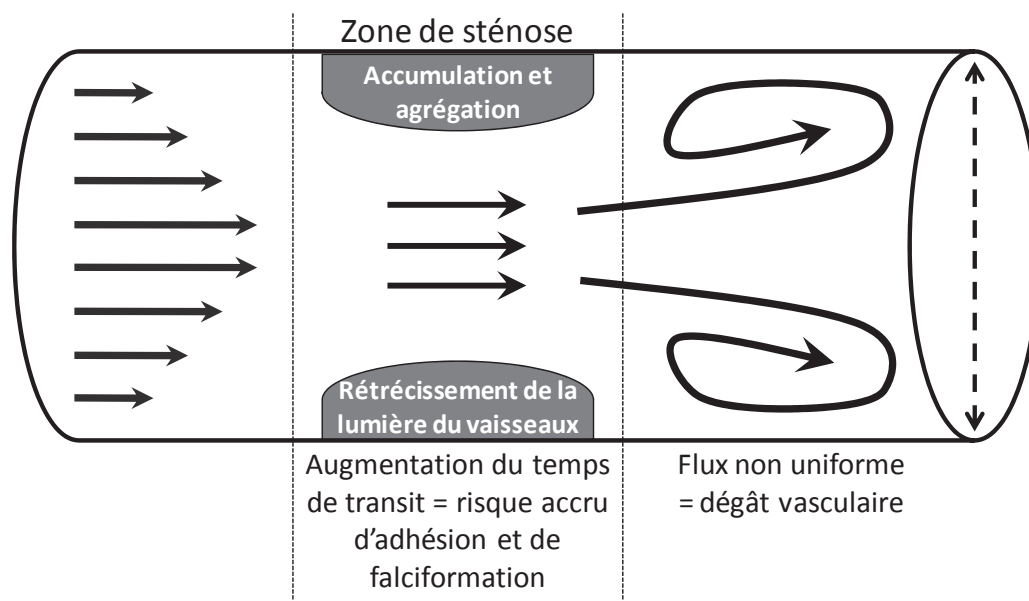 Zone de sténose
Accumulation et
agrégation
Rétrécissement de la
lumière du vaisseaux
Augmentation du temps
de transit = risque accru
d'adhésion et de
falciformation
Flux non uniforme
= dégât vasculaire